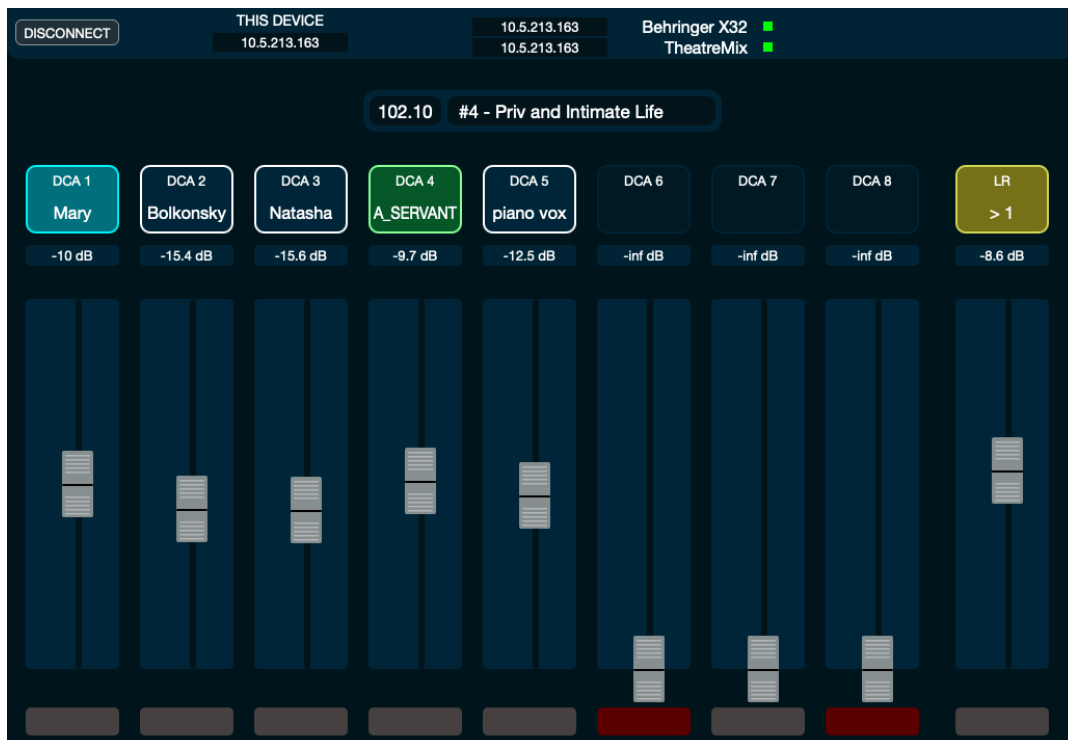 DISCONNECT
THIS DEVICE
10.5.213.163
10.5.213.163
Behringer X32
10.5.213.163
TheatreMix
102.10 #4 - Priv and Intimate Life
DCA 1
Mary
-10 dB
DCA 2
Bolkonsky
-15.4 dB
DCA 3
Natasha
-15.6 dB
DCA 4
A_SERVANT
-9.7 dB
DCA 5
piano vox
-12.5 dB
DCA 6
-inf dB
DCA 7
-inf dB
DCA 8
-inf dB
LR
> 1
-8.6 dB